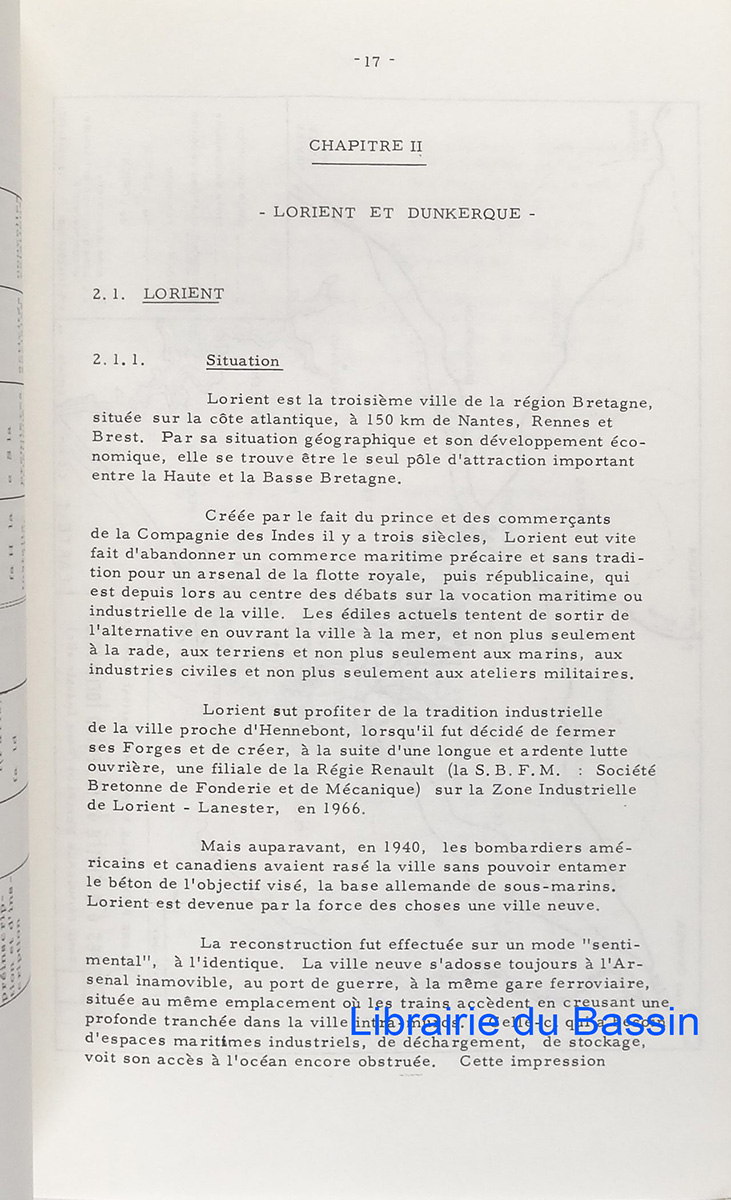 - 17 -
CHAPITRE II
- LORIENT ET DUNKERQUE -
2. 1. LORIENT
2. 1. 1. Situation
Lorient est la troisième ville de la région Bretagne,
située sur la côte atlantique, à 150 km de Nantes, Rennes et
Brest. Par sa situation géographique et son développement éco-
nomique, elle se trouve être le seul pôle d'attraction important
entre la Haute et la Basse Bretagne.
Créée par le fait du prince et des commerçants
de la Compagnie des Indes il y a trois siècles, Lorient eut vite
fait d'abandonner un commerce maritime précaire et sans tradi-
tion pour un arsenal de la flotte royale, puis républicaine, qui
est depuis lors au centre des débats sur la vocation maritime ou
industrielle de la ville. Les édiles actuels tentent de sortir de
l'alternative en ouvrant la ville à la mer, et non plus seulement
à la rade, aux terriens et non plus seulement aux marins, aux
industries civiles et non plus seulement aux ateliers militaires.
Lorient sut profiter de la tradition industrielle
de la ville proche d'Hennebont, lorsqu'il fut décidé de fermer
ses Forges et de créer, à la suite d'une longue et ardente lutte
ouvrière, une filiale de la Régie Renault (la S. B. F. M. : Société
Bretonne de Fonderie et de Mécanique) sur la Zone Industrielle
de Lorient - Lanester, en 1966.
Mais auparavant, en 1940, les bombardiers amé-
ricains et canadiens avaient rasé la ville sans pouvoir entamer
le béton de l'objectif visé, la base allemande de sous-marins.
Lorient est devenue par la force des choses une ville neuve.
La reconstruction fut effectuée sur un mode "senti-
mental", à l'identique. La ville neuve s'adosse toujours à l'Ar-
senal inamovible, au port de guerre, à la même gare ferroviaire,
située au même emplacement où les trains accèdent en creusant une
profonde tranchée dans la ville intra-muros.
Librairie du Bassin
d'espaces maritimes industriels, de déchargement, de stockage,
voit son accès à l'océan encore obstruée. Cette impression
préinscrip-
tion et d'ins-
cription